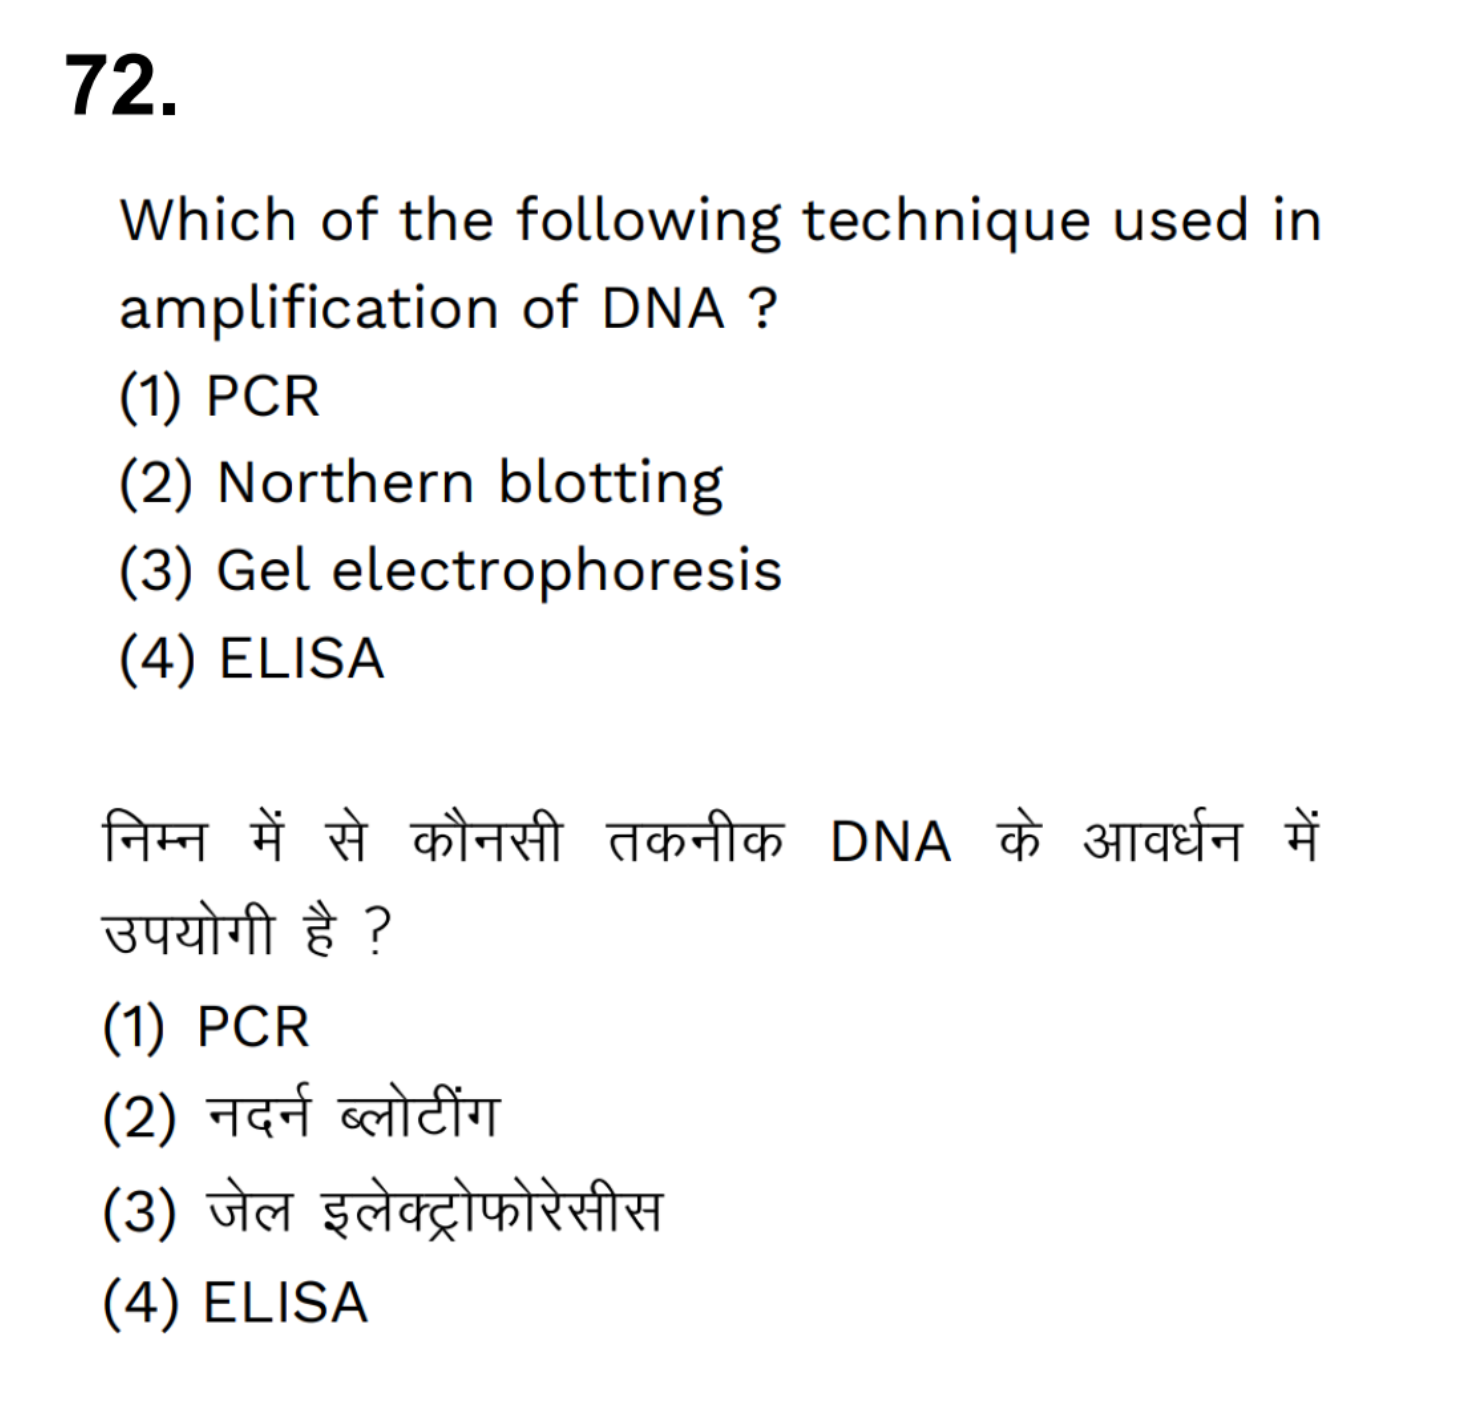 72.
Which of the following technique used in
amplification of DNA ?
(1) PCR
(2) Northern blotting
(3) Gel electrophoresis
(4) ELISA
निम्न में से कौनसी तकनीक DNA के आवर्धन में
उपयोगी है ?
(1) PCR
(2) नदर्न ब्लोटींग
(3) जेल इलेक्ट्रोफोरेसीस
(4) ELISA